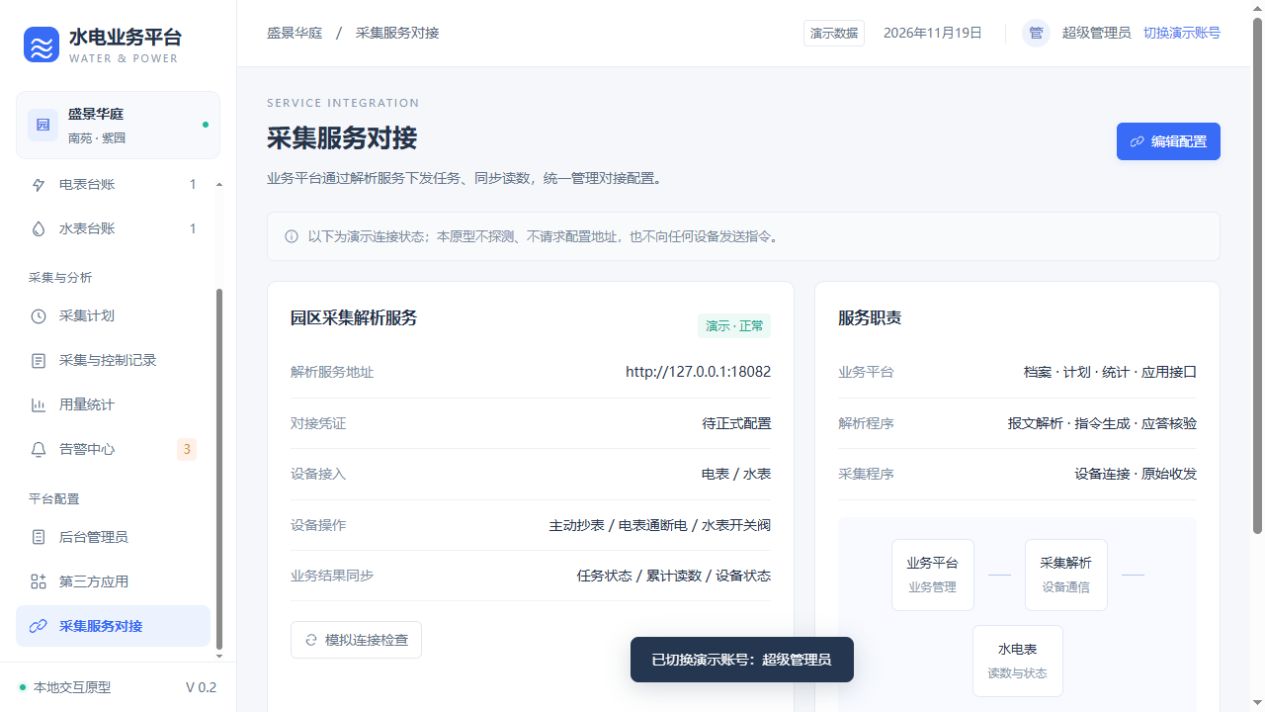 水电业务平台
WATER & POWER
园
盛景华庭
南苑 · 紫园
电表台账 1
水表台账 1
采集与分析
采集计划
采集与控制记录
用量统计
告警中心 3
平台配置
后台管理员
第三方应用
采集服务对接
本地交互原型 V 0.2
盛景华庭 / 采集服务对接
演示数据 2026年11月19日 管 超级管理员 切换演示账号
SERVICE INTEGRATION
采集服务对接
编辑配置
业务平台通过解析服务下发任务、同步读数，统一管理对接配置。
以下为演示连接状态；本原型不探测、不请求配置地址，也不向任何设备发送指令。
园区采集解析服务
演示 · 正常
解析服务地址 http://127.0.0.1:18082
对接凭证 待正式配置
设备接入 电表 / 水表
设备操作 主动抄表 / 电表通断电 / 水表开关阀
业务结果同步 任务状态 / 累计读数 / 设备状态
模拟连接检查
服务职责
业务平台 档案 · 计划 · 统计 · 应用接口
解析程序 报文解析 · 指令生成 · 应答核验
采集程序 设备连接 · 原始收发
业务平台
业务管理
采集解析
设备通信
水电表
读数与状态
已切换演示账号：超级管理员